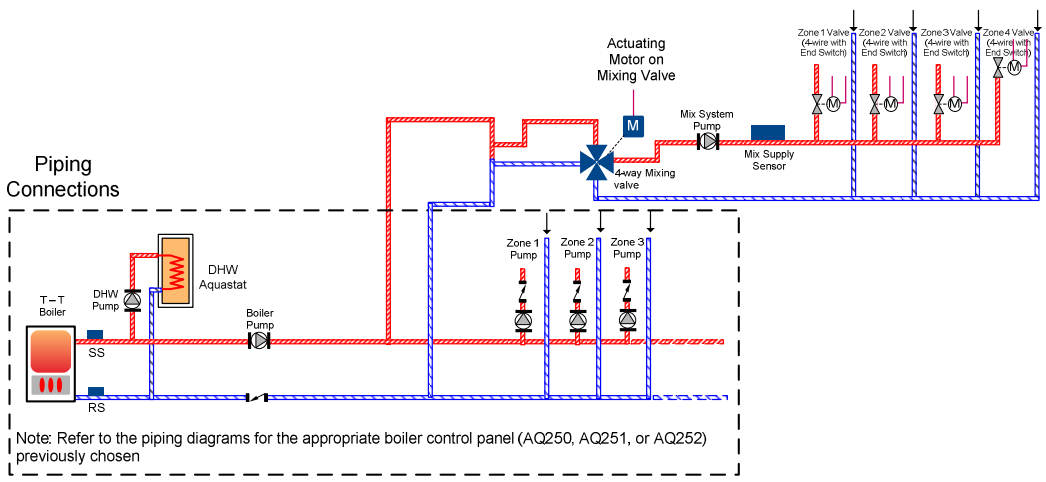 Actuating
Motor on
Mixing Valve
M
Mix System
Pump
Mix Supply
Sensor
4-way Mixing
valve
Zone 1 Valve
(4-wire with
End Switch)
M
Zone 2 Valve
(4-wire with
End Switch)
M
Zone 3 Valve
(4-wire with
End Switch)
M
Zone 4 Valve
(4-wire with
End Switch)
M
Piping
Connections
DHW
Aquastat
DHW
Pump
T – T
Boiler
SS
RS
Boiler
Pump
Zone 1
Pump
Zone 2
Pump
Zone 3
Pump
Note: Refer to the piping diagrams for the appropriate boiler control panel (AQ250, AQ251, or AQ252)
previously chosen